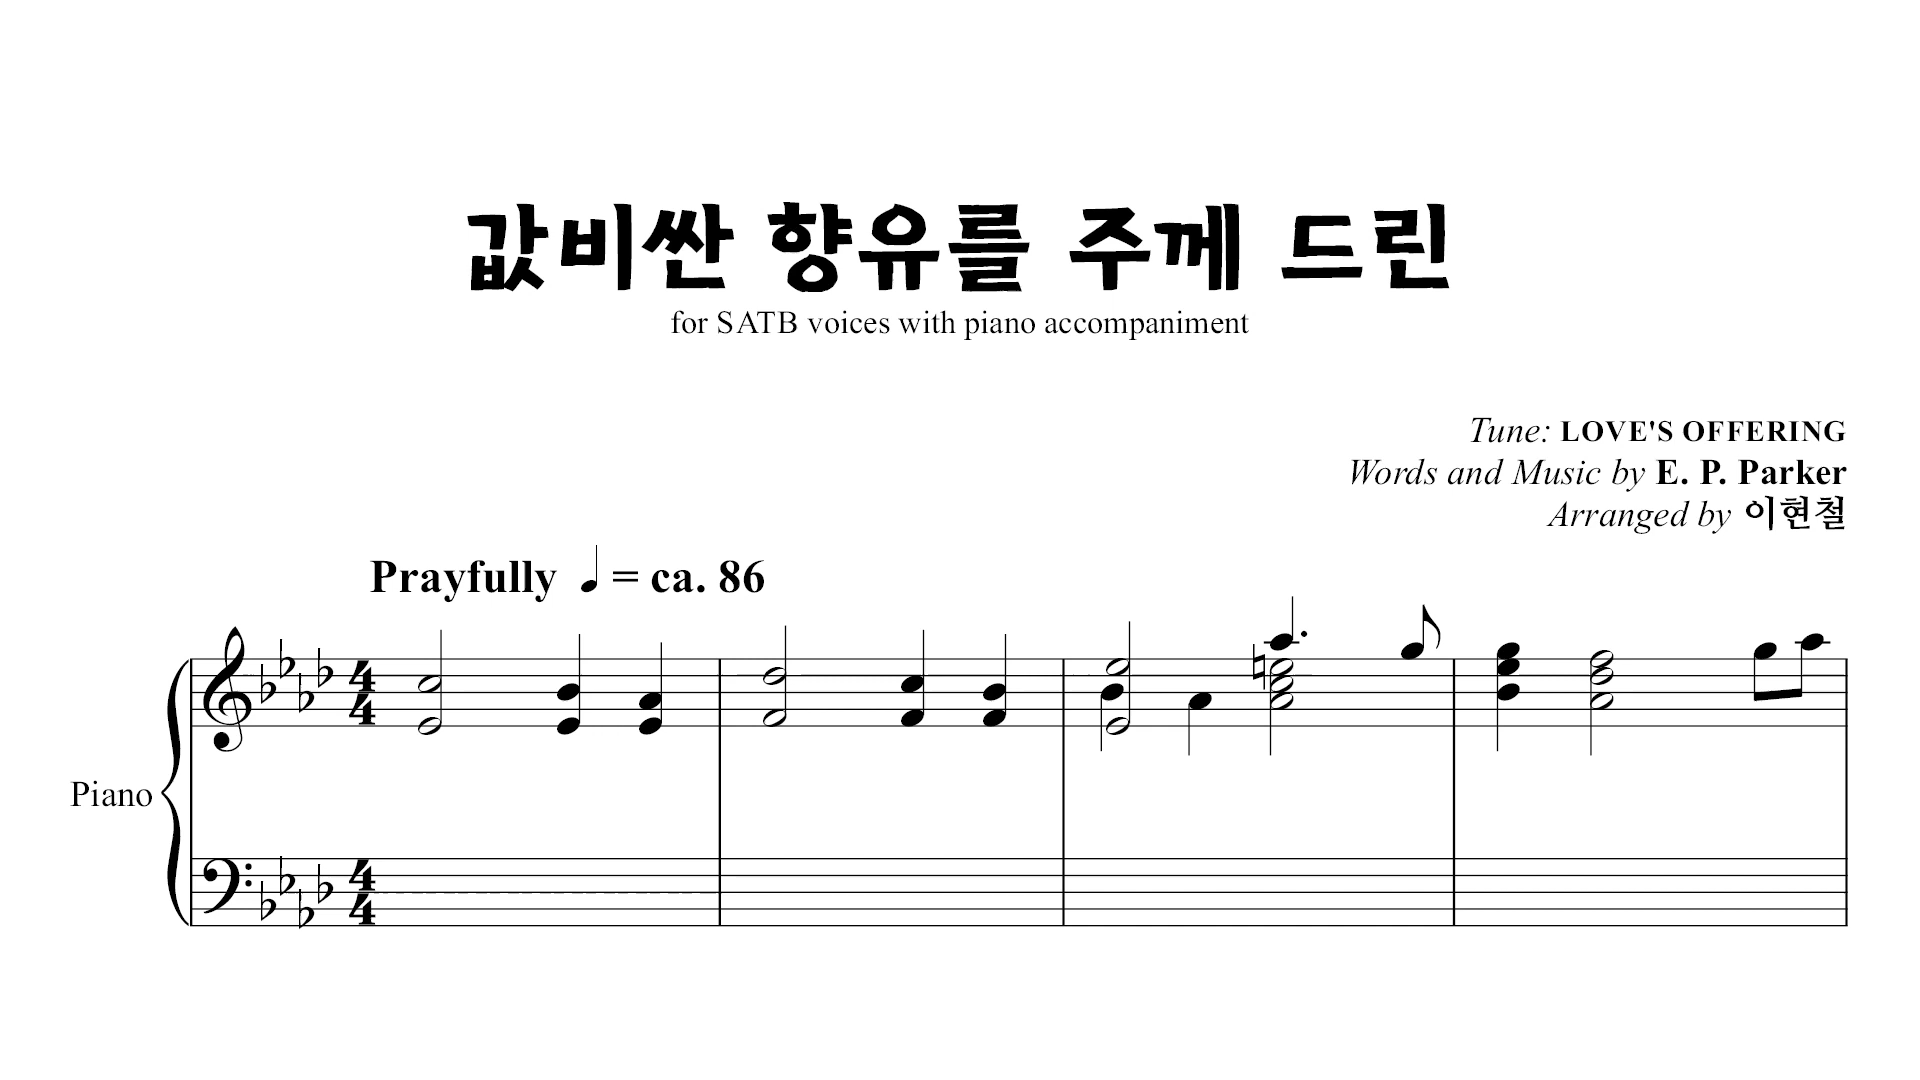 값비싼 향유를 주께 드린
for SATB voices with piano accompaniment
Tune: LOVE'S OFFERING
Words and Music by E. P. Parker
Arranged by 이현철
Prayfully ♩ = ca. 86
4
4
Piano
4
4